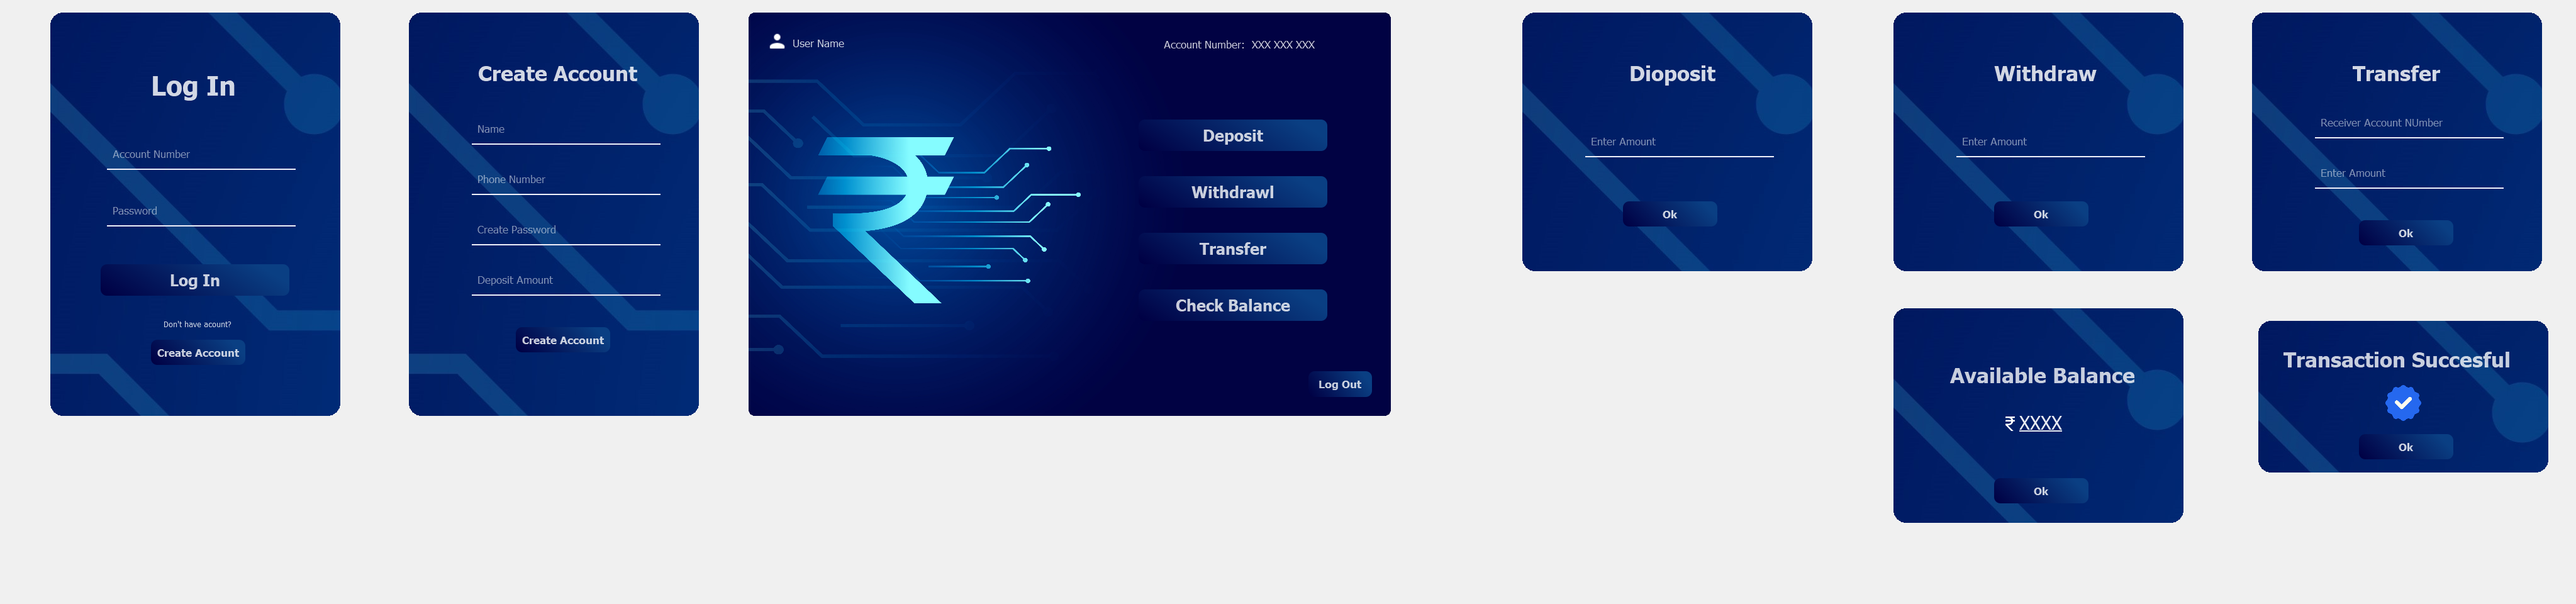 Log In
Account Number
Password
Log In
Don't have acount?
Create Account
Create Account
Name
Phone Number
Create Password
Deposit Amount
Create Account
User Name
Account Number: XXX XXX XXX
Deposit
Withdrawl
Transfer
Check Balance
Log Out
Dioposit
Enter Amount
Ok
Withdraw
Enter Amount
Ok
Transfer
Receiver Account NUmber
Enter Amount
Ok
Available Balance
₹ XXXX
Ok
Transaction Succesful
Ok